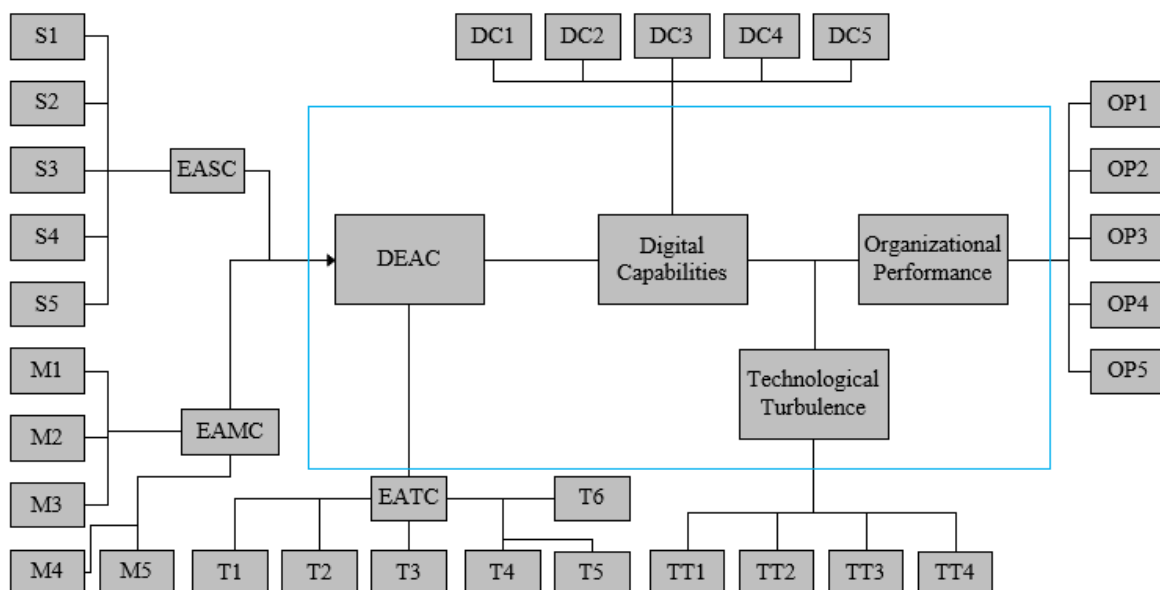 S1
DC1
DC2
DC3
DC4
DC5
S2
OP1
S3
EASC
OP2
S4
DEAC
Digital
Capabilities
Organizational
Performance
OP3
S5
OP4
M1
Technological
Turbulence
OP5
M2
EAMC
M3
EATC
T6
M4
M5
T1
T2
T3
T4
T5
TT1
TT2
TT3
TT4